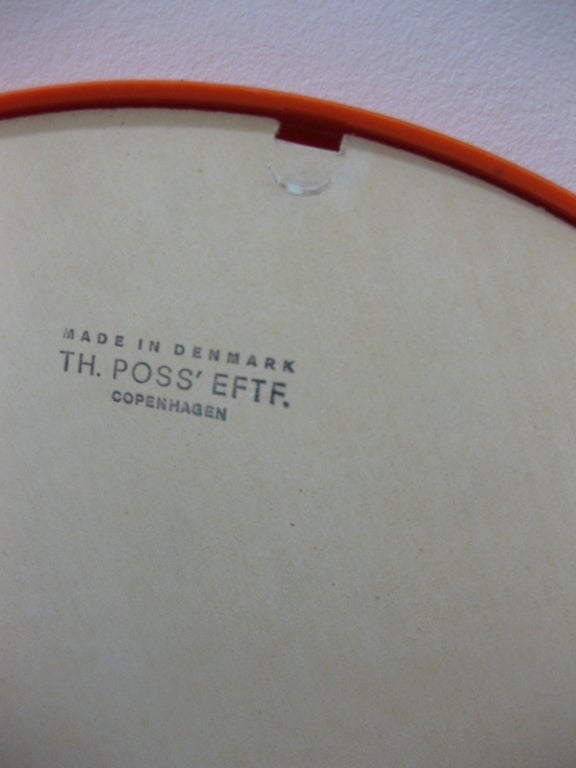 MADE IN DENMARK
TH. POSS' EFTF.
COPENHAGEN